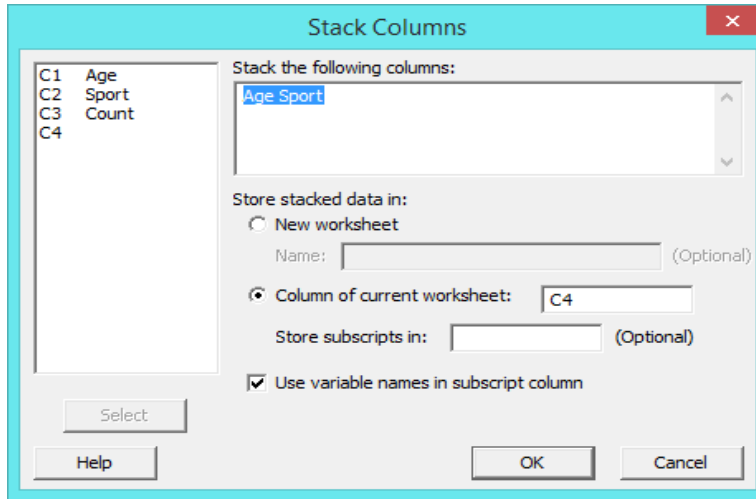 Stack Columns
C1 Age
C2 Sport
C3 Count
C4
Stack the following columns:
Age Sport
Store stacked data in:
New worksheet
Name: (Optional)
Column of current worksheet: C4
Store subscripts in: (Optional)
Use variable names in subscript column
Select
Help OK Cancel